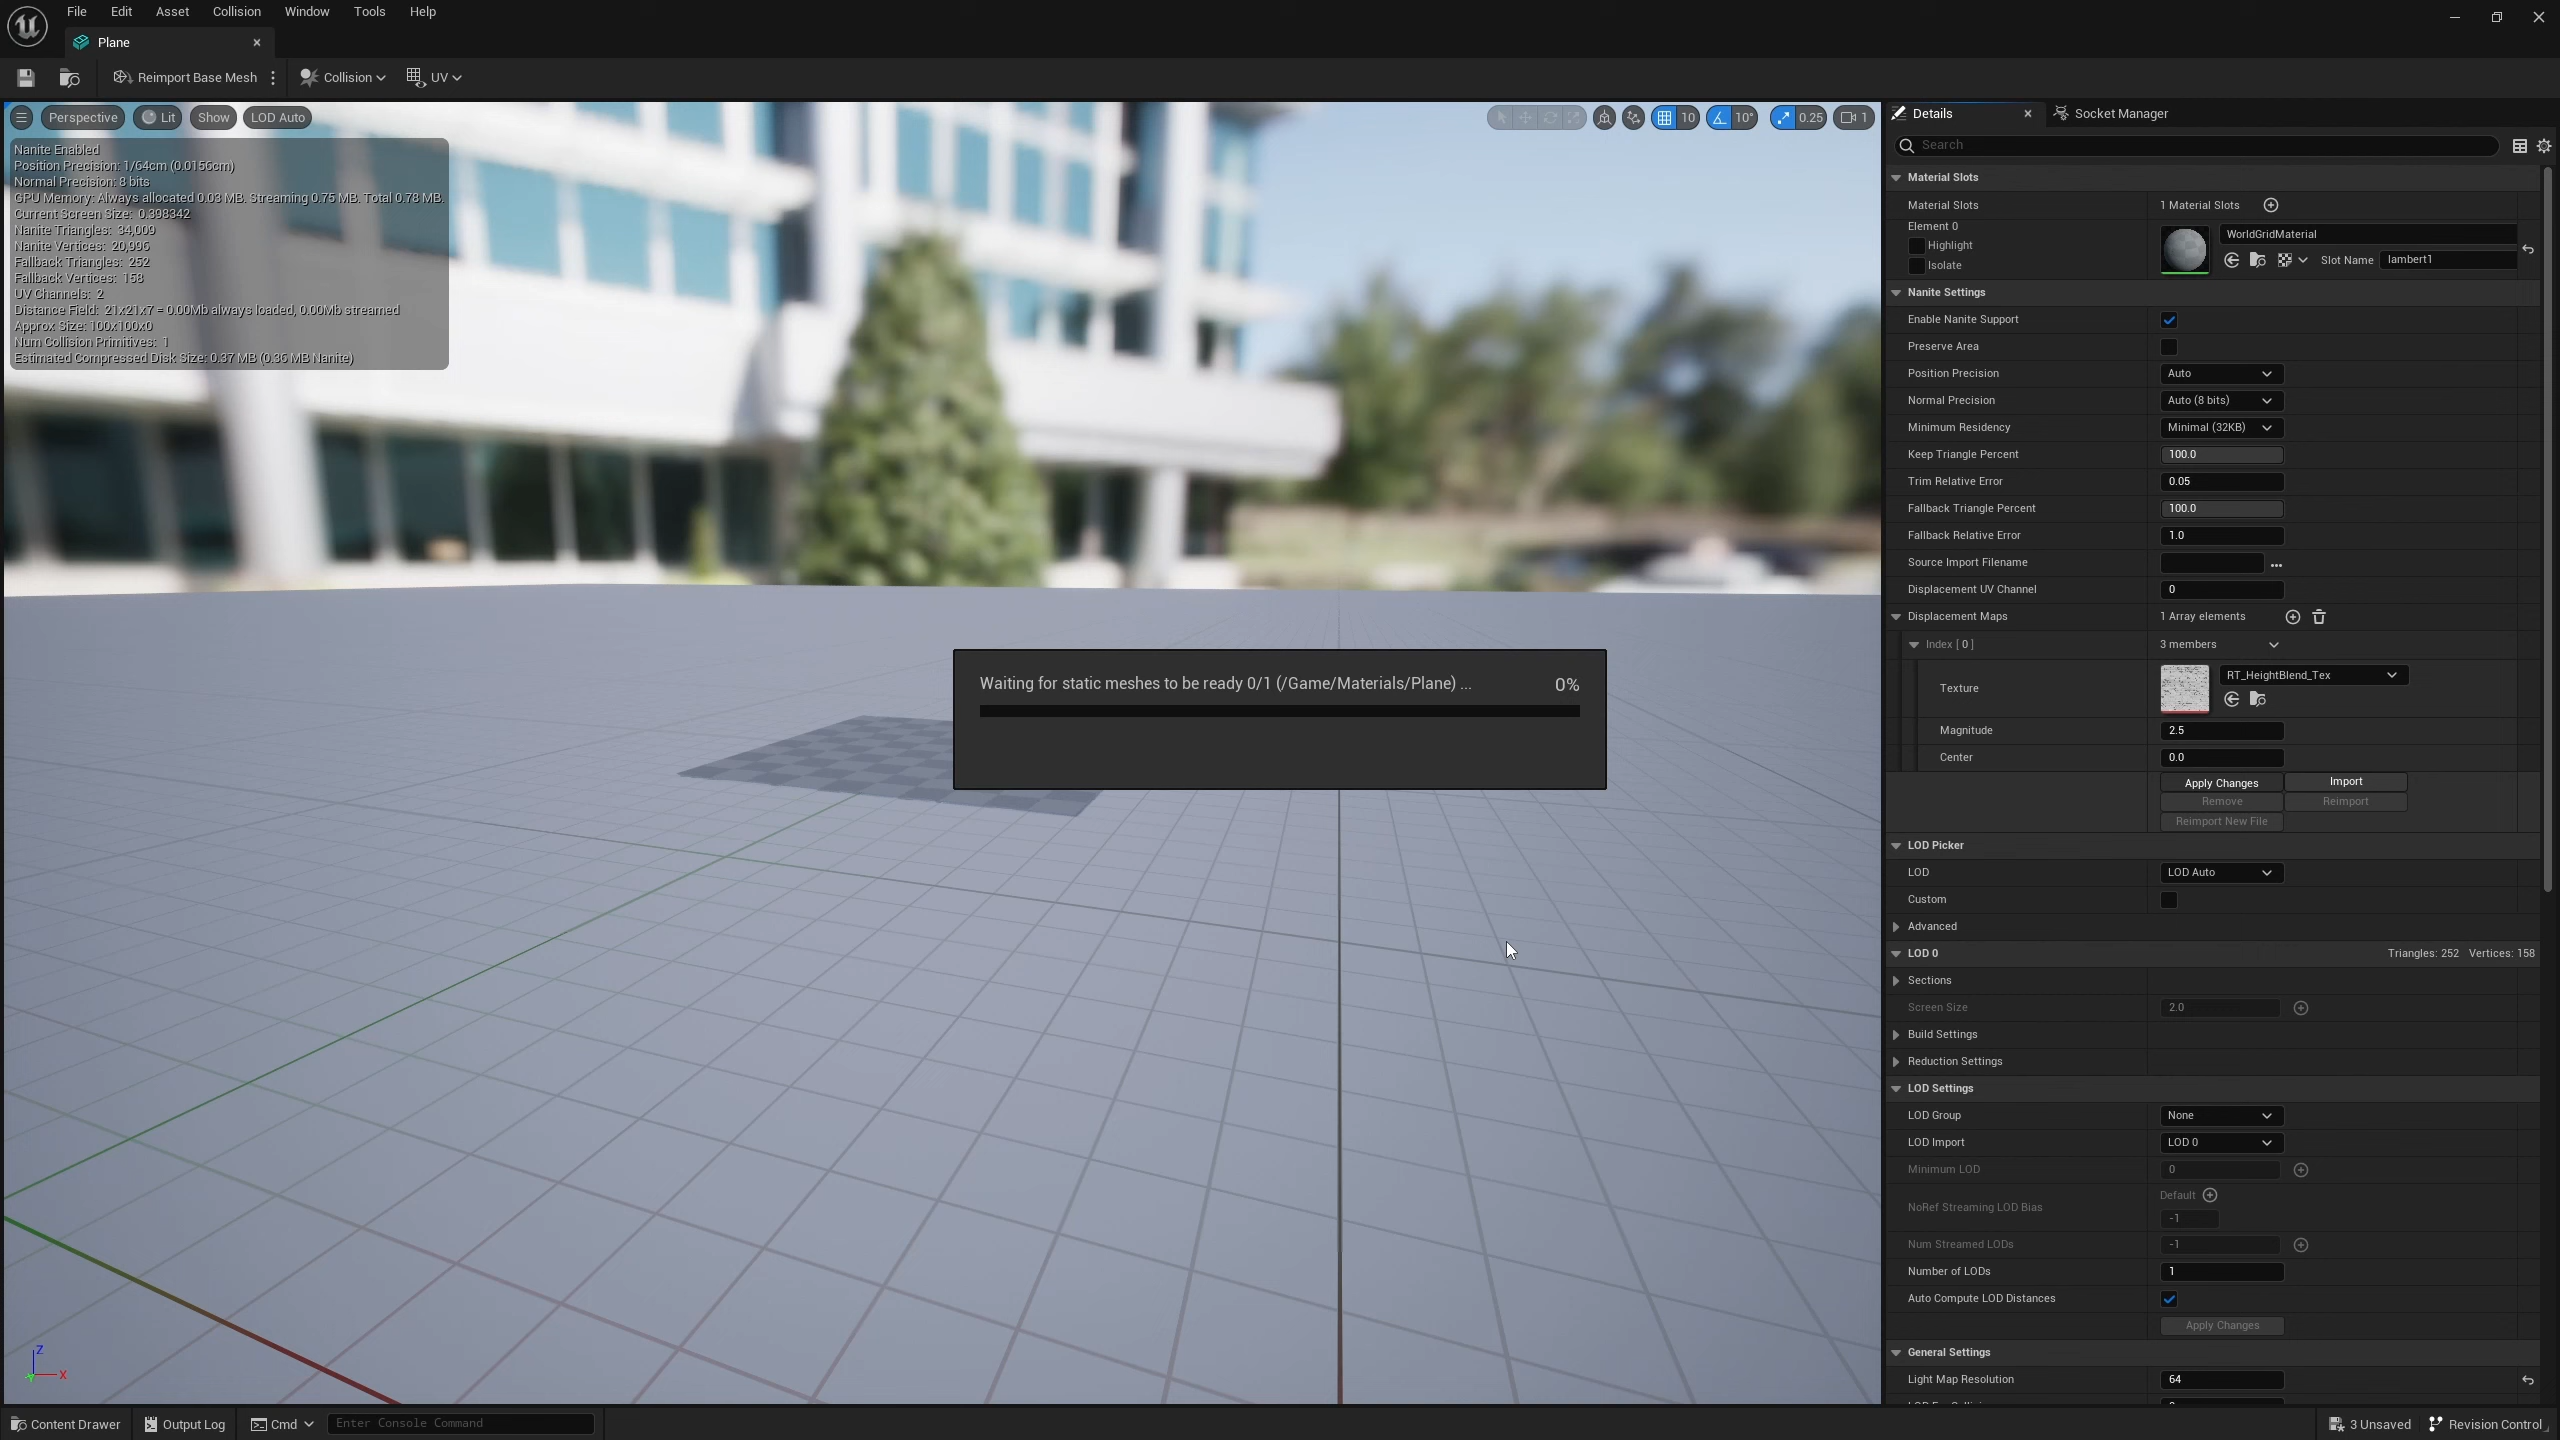 File Edit Asset Collision Window Tools Help
Plane
Reimport Base Mesh Collision UV
Perspective Lit Show LOD Auto 10 10° 0.25 1
Nanite Enabled
Position Precision: 1/64cm (0.0156cm)
Normal Precision: 8 bits
GPU Memory: Always allocated 0.03 MB. Streaming 0.75 MB. Total 0.78 MB.
Current Screen Size: 0.398342
Nanite Triangles: 34,009
Nanite Vertices: 20,996
Fallback Triangles: 252
Fallback Vertices: 158
UV Channels: 2
Distance Field: 21x21x7 = 0.00Mb always loaded, 0.00Mb streamed
Approx Size: 100x100x0
Num Collision Primitives: 1
Estimated Compressed Disk Size: 0.37 MB (0.36 MB Nanite)
Waiting for static meshes to be ready 0/1 (/Game/Materials/Plane) ... 0%
Z
X
Y
Details Socket Manager
Search
Material Slots
Material Slots 1 Material Slots
Element 0
Highlight
Isolate
WorldGridMaterial
Slot Name lambert1
Nanite Settings
Enable Nanite Support
Preserve Area
Position Precision Auto
Normal Precision Auto (8 bits)
Minimum Residency Minimal (32KB)
Keep Triangle Percent 100.0
Trim Relative Error 0.05
Fallback Triangle Percent 100.0
Fallback Relative Error 1.0
Source Import Filename ...
Displacement UV Channel 0
Displacement Maps 1 Array elements
Index [ 0 ] 3 members
Texture RT_HeightBlend_Tex
Magnitude 2.5
Center 0.0
Apply Changes Import
Remove Reimport
Reimport New File
LOD Picker
LOD LOD Auto
Custom
Advanced
LOD 0 Triangles: 252 Vertices: 158
Sections
Screen Size 2.0
Build Settings
Reduction Settings
LOD Settings
LOD Group None
LOD Import LOD 0
Minimum LOD 0
NoRef Streaming LOD Bias Default
-1
Num Streamed LODs -1
Number of LODs 1
Auto Compute LOD Distances
Apply Changes
General Settings
Light Map Resolution 64
Content Drawer Output Log Cmd Enter Console Command 3 Unsaved Revision Control